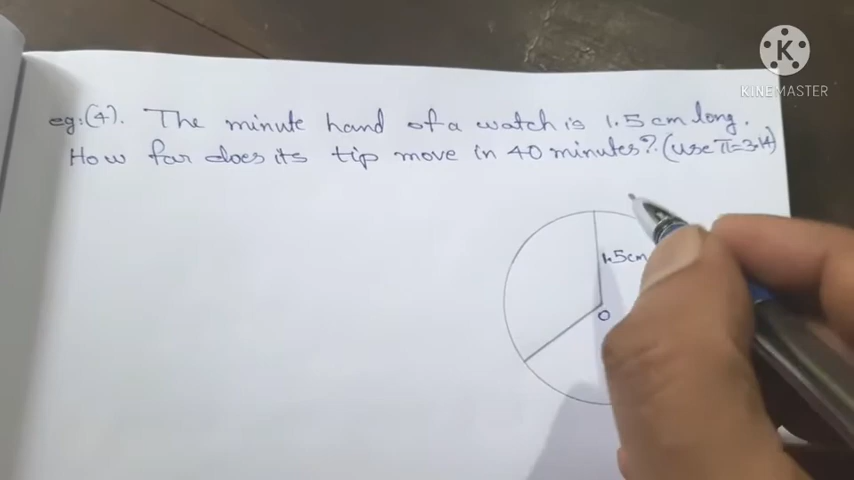 K
KINEMASTER
eg:(4). The minute hand of a watch is 1.5 cm long.
How far does its tip move in 40 minutes? (use π=3.14)
1.5cm
O